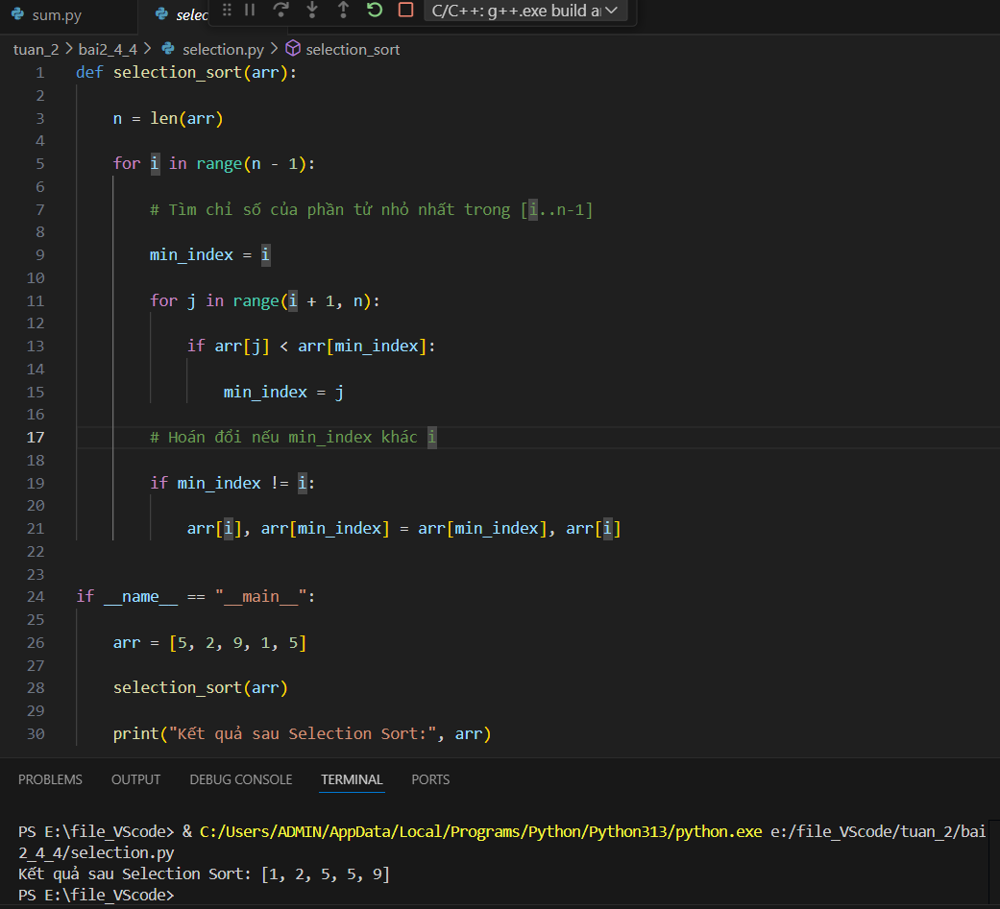 sum.py
selec
C/C++: g++.exe build a
tuan_2 > bai2_4_4 > selection.py > selection_sort
1 def selection_sort(arr):
2
3     n = len(arr)
4
5     for i in range(n - 1):
6
7         # Tìm chỉ số của phần tử nhỏ nhất trong [i..n-1]
8
9         min_index = i
10
11         for j in range(i + 1, n):
12
13             if arr[j] < arr[min_index]:
14
15                 min_index = j
16
17         # Hoán đổi nếu min_index khác i
18
19         if min_index != i:
20
21             arr[i], arr[min_index] = arr[min_index], arr[i]
22
23
24 if __name__ == "__main__":
25
26     arr = [5, 2, 9, 1, 5]
27
28     selection_sort(arr)
29
30     print("Kết quả sau Selection Sort:", arr)
PROBLEMS OUTPUT DEBUG CONSOLE TERMINAL PORTS
PS E:\file_VScode> & C:/Users/ADMIN/AppData/Local/Programs/Python/Python313/python.exe e:/file_VScode/tuan_2/bai
2_4_4/selection.py
Kết quả sau Selection Sort: [1, 2, 5, 5, 9]
PS E:\file_VScode>